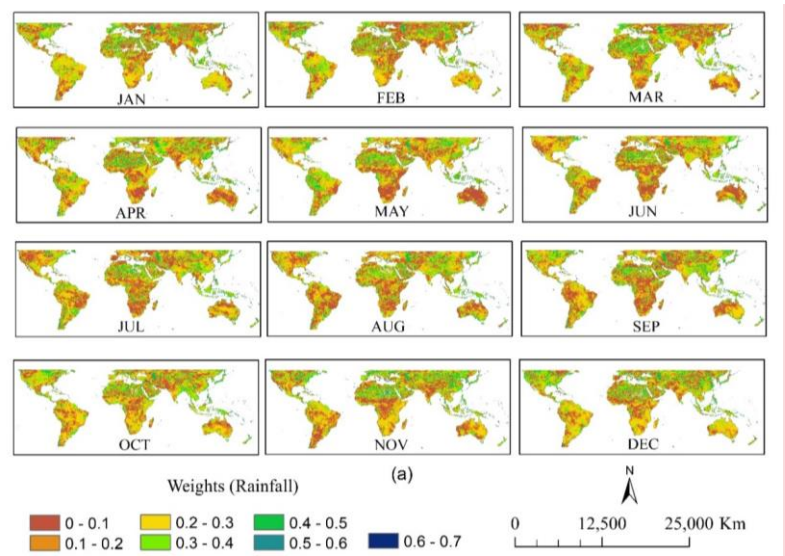 JAN
FEB
MAR
APR
MAY
JUN
JUL
AUG
SEP
OCT
NOV
DEC
(a)
Weights (Rainfall)
N
0 - 0.1
0.2 - 0.3
0.4 - 0.5
0.1 - 0.2
0.3 - 0.4
0.5 - 0.6
0.6 - 0.7
0 12,500 25,000 Km